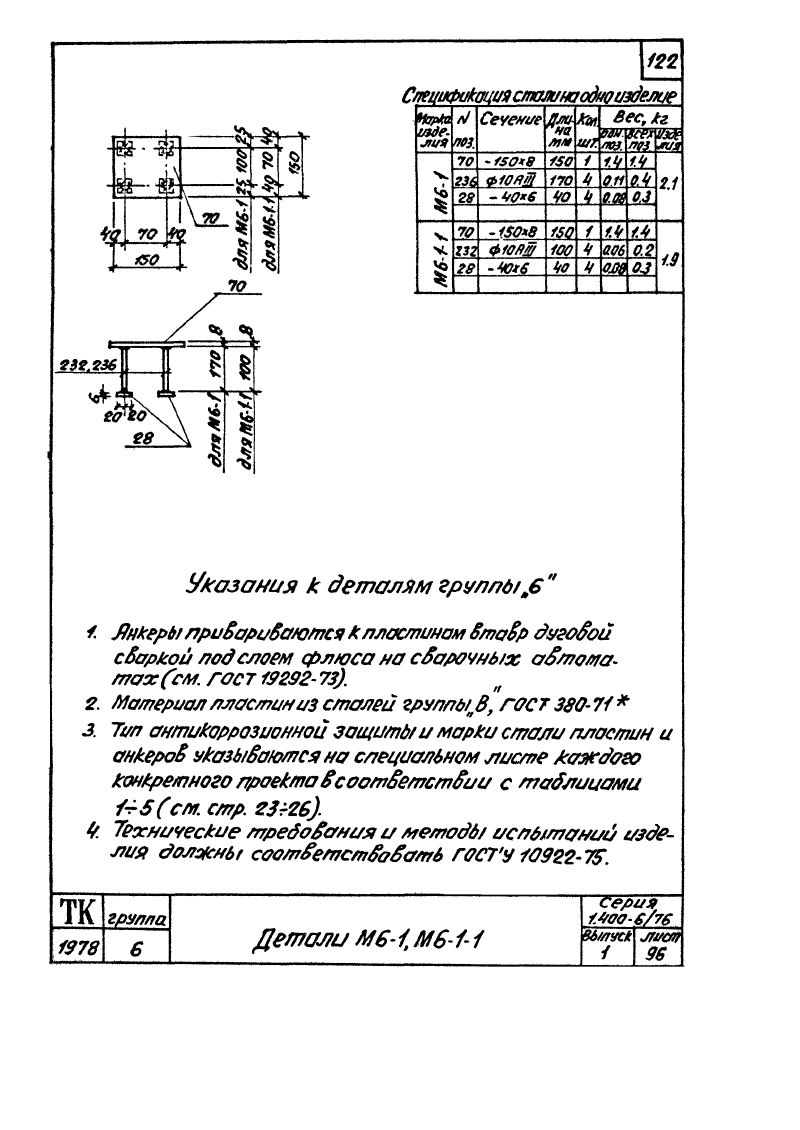 122
Спецификация стали на одно изделие
Марка изделия N поз. Сечение Длина мм Кол. шт. Вес, кг
одн. поз. всех поз. изделия
М6-1
70 -150×8 150 1 1.4 1.4
236 ф10АIII 170 4 0.11 0.4
28 -40×6 40 4 0.08 0.3
2.1
М6-1-1
70 -150×8 150 1 1.4 1.4
232 ф10АIII 100 4 0.06 0.2
28 -40×6 40 4 0.08 0.3
1.9
25 100 25
для М6-1
40 70 40
для М6-1-1
150
70
40 70 40
150
70
232, 236
6
20 20
28
8
170
для М6-1
8
100
для М6-1-1
Указания к деталям группы „6"
1. Анкеры привариваются к пластинам втавр дуговой
сваркой под слоем флюса на сварочных автома-
тах (см. ГОСТ 19292-73).
2. Материал пластин из сталей группы „В," ГОСТ 380-71*
3. Тип антикоррозионной защиты и марки стали пластин и
анкеров указываются на специальном листе каждого
конкретного проекта в соответствии с таблицами
1÷5 (см. стр. 23÷26).
4. Технические требования и методы испытаний изде-
лия должны соответствовать ГОСТ'у 10922-75.
ТК
группа
1978
6
Детали М6-1, М6-1-1
Серия
1.400-6/76
Выпуск лист
1 96